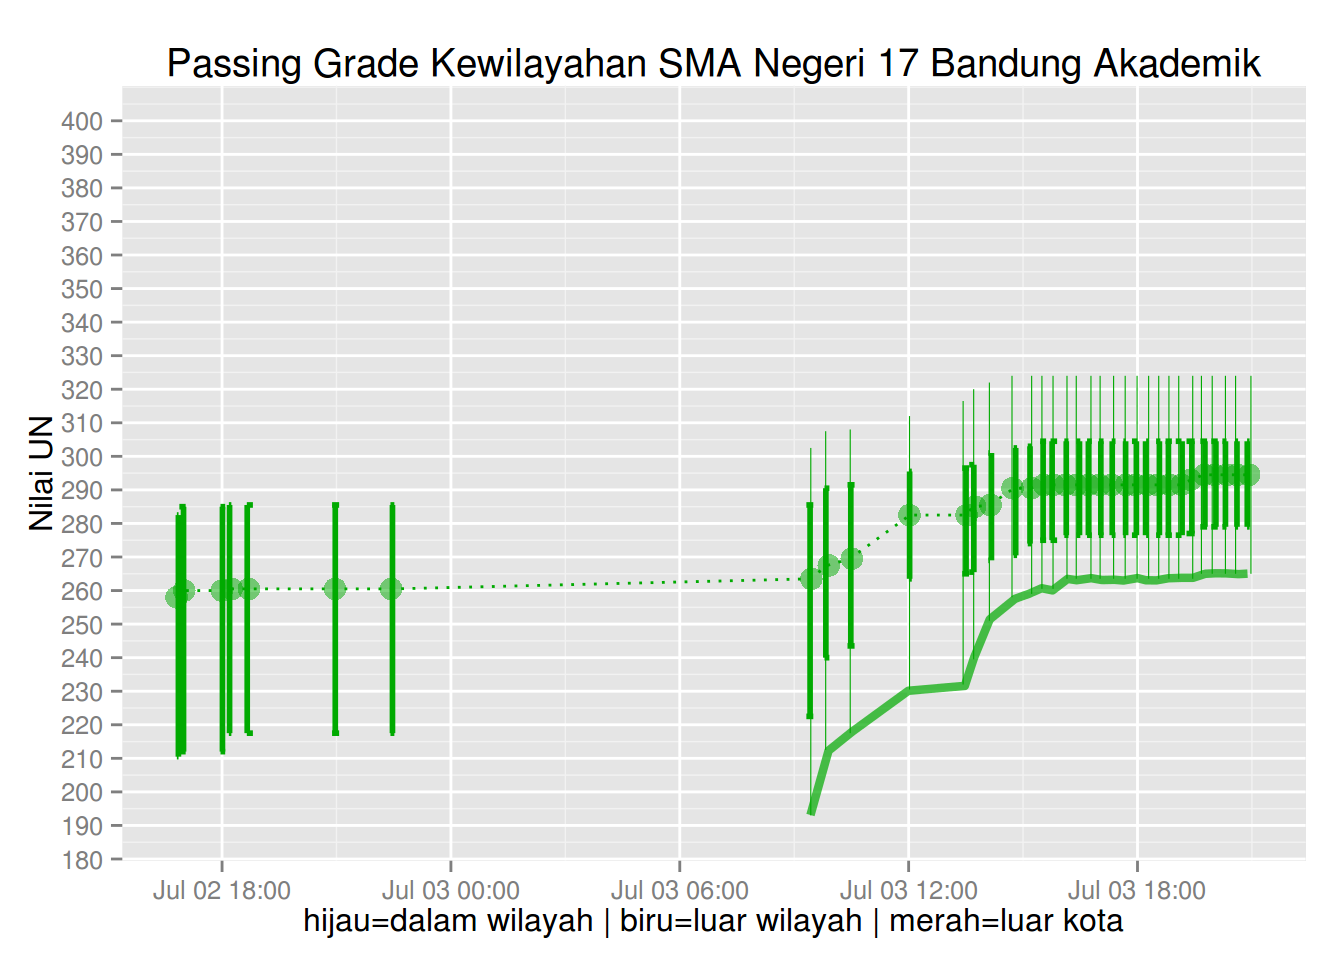 Passing Grade Kewilayahan SMA Negeri 17 Bandung Akademik
Nilai UN
400
390
380
370
360
350
340
330
320
310
300
290
280
270
260
250
240
230
220
210
200
190
180
Jul 02 18:00
Jul 03 00:00
Jul 03 06:00
Jul 03 12:00
Jul 03 18:00
hijau=dalam wilayah | biru=luar wilayah | merah=luar kota